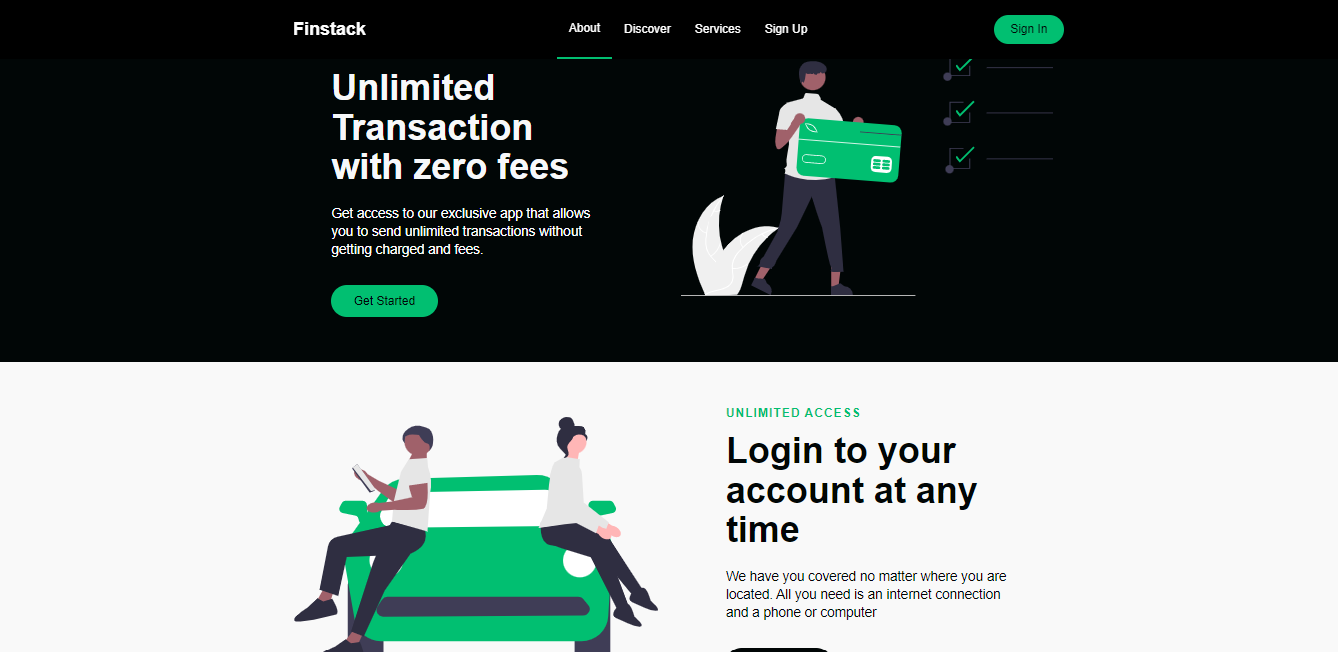 Finstack
About
Discover
Services
Sign Up
Sign In
Unlimited
Transaction
with zero fees
Get access to our exclusive app that allows
you to send unlimited transactions without
getting charged and fees.
Get Started
UNLIMITED ACCESS
Login to your
account at any
time
We have you covered no matter where you are
located. All you need is an internet connection
and a phone or computer